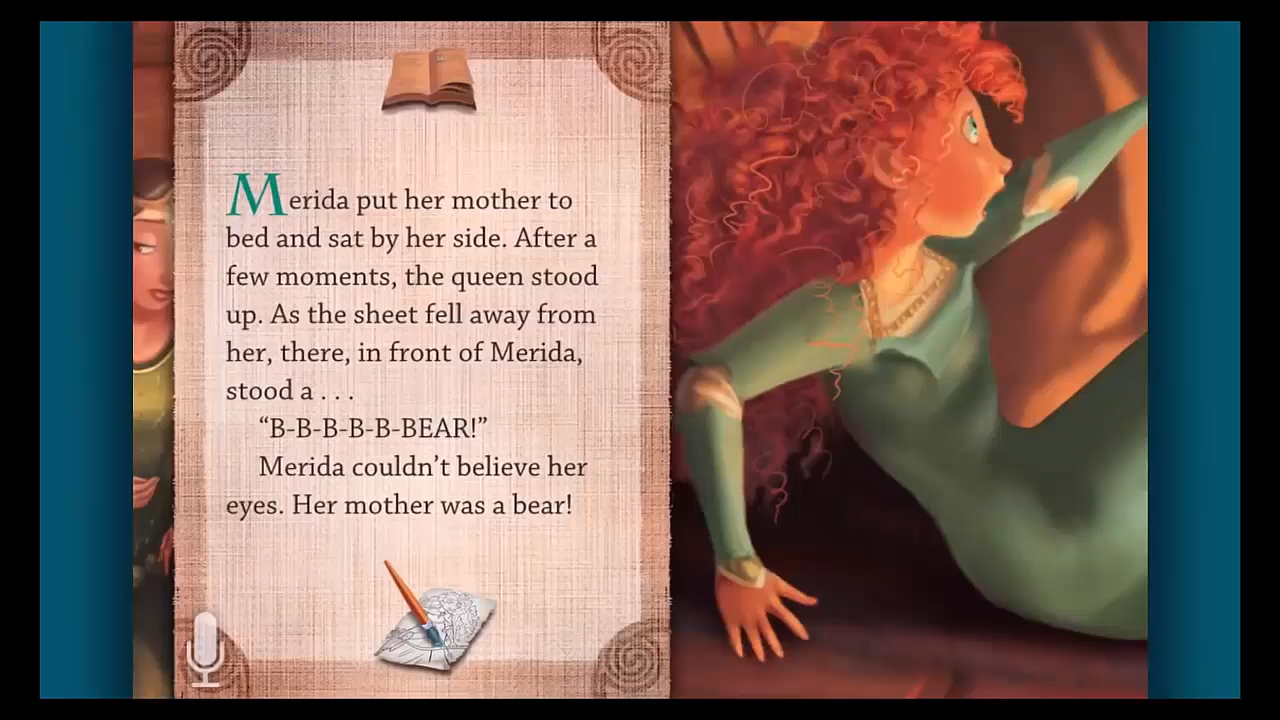 Merida put her mother to
bed and sat by her side. After a
few moments, the queen stood
up. As the sheet fell away from
her, there, in front of Merida,
stood a . . .
“B-B-B-B-B-BEAR!”
Merida couldn’t believe her
eyes. Her mother was a bear!